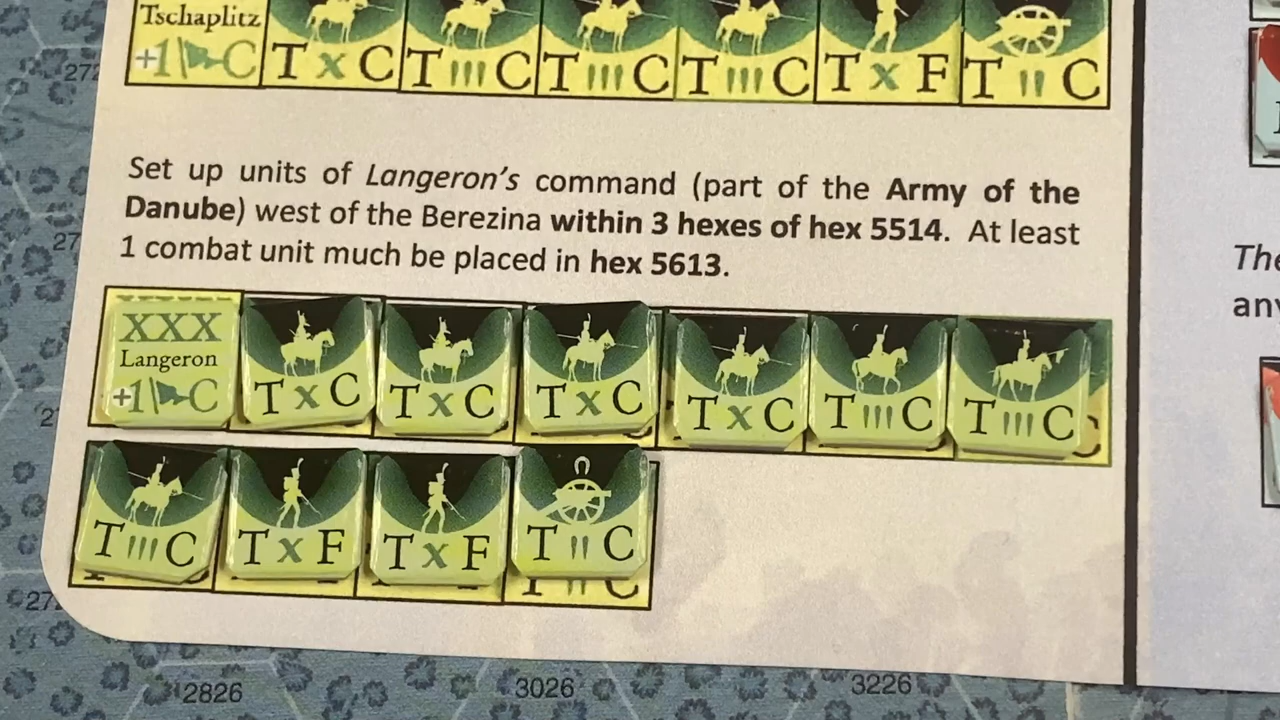 Tschaplitz
+1 C
T x C T III C T III C T III C T x F T II C
Set up units of Langeron's command (part of the Army of the
Danube) west of the Berezina within 3 hexes of hex 5514. At least
1 combat unit much be placed in hex 5613.
XXX
Langeron
+1 C
T x C T x C T x C T x C T III C T III C
T III C T x F T x F T II C
The
any
2826 3026 3226